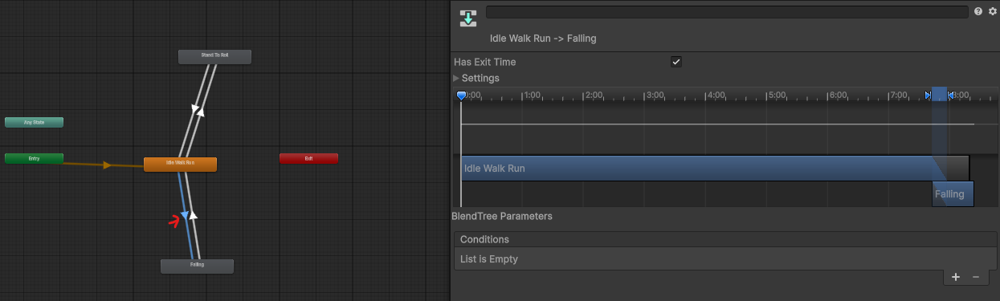 Stand To Roll
Any State
Entry
Idle Walk Run
Exit
Falling
Idle Walk Run -> Falling
Has Exit Time
Settings
0:00 1:00 2:00 3:00 4:00 5:00 6:00 7:00 8:00
Idle Walk Run
Falling
BlendTree Parameters
Conditions
List is Empty